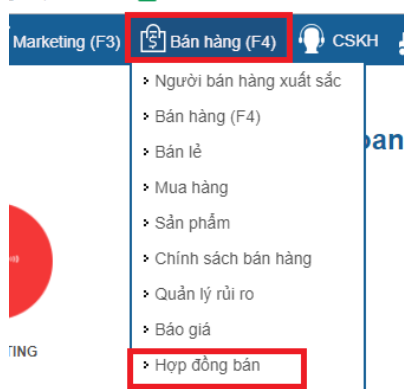 Marketing (F3) Bán hàng (F4) CSKH
Người bán hàng xuất sắc
Bán hàng (F4)
oan
Bán lẻ
Mua hàng
Sản phẩm
Chính sách bán hàng
Quản lý rủi ro
Báo giá
TING
Hợp đồng bán